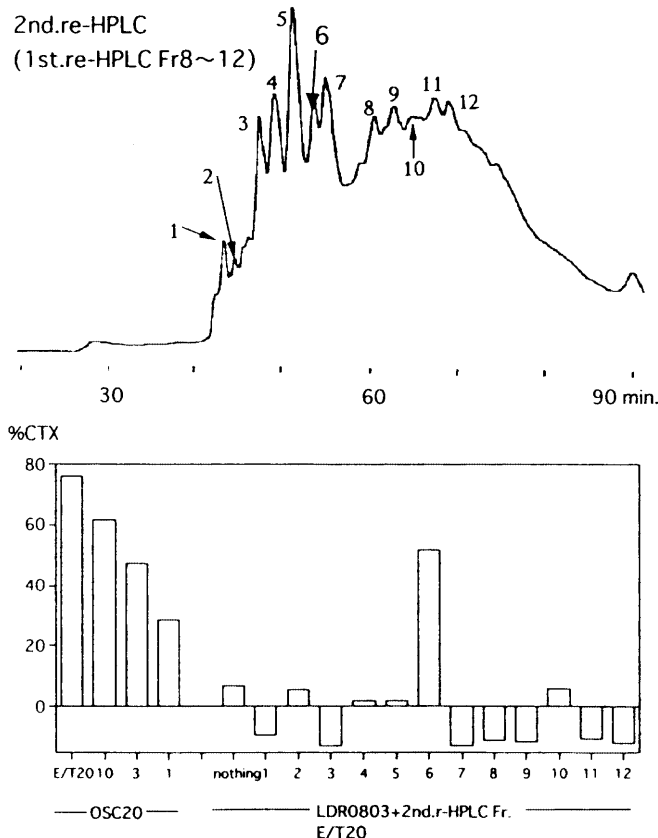 2nd.re-HPLC
(1st.re-HPLC Fr8~12)
5
6
4
7
3
8
9
11
12
10
2
1
30
60
90 min.
%CTX
80
60
40
20
0
E/T20 10 3 1 nothing1 2 3 4 5 6 7 8 9 10 11 12
OSC20
LDR0803+2nd.r-HPLC Fr.
E/T20